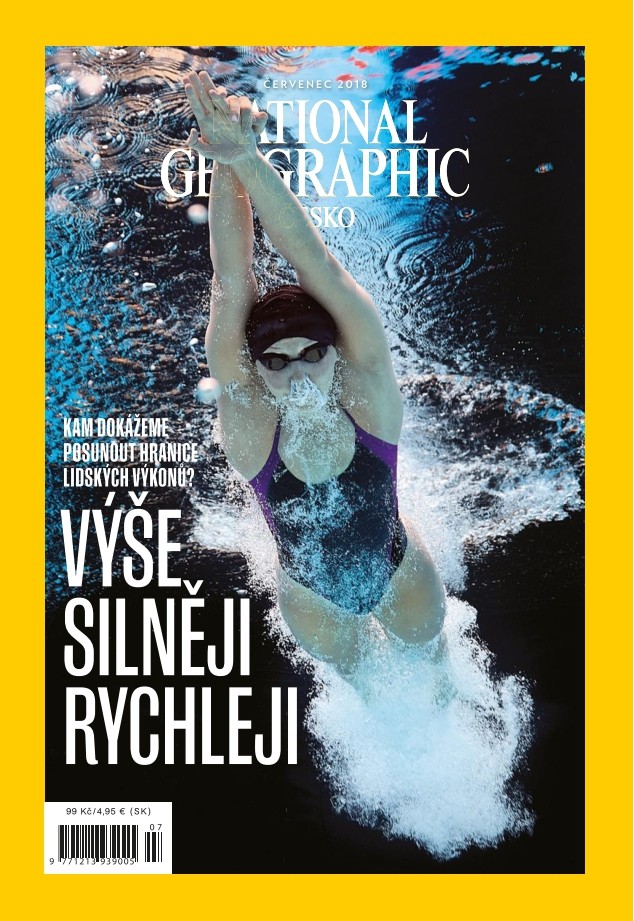 ČERVENEC 2018
NATIONAL
GEOGRAPHIC
ČESKO
KAM DOKÁŽEME
POSUNOUT HRANICE
LIDSKÝCH VÝKONŮ?
VÝŠE
SILNĚJI
RYCHLEJI
99 Kč/4,95 € (SK)
07
9 771213 939005